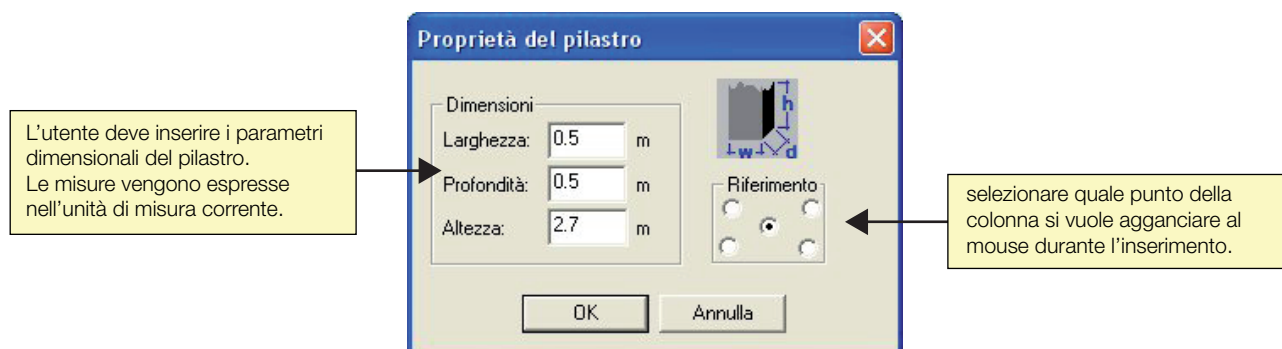 Proprietà del pilastro
L'utente deve inserire i parametri
dimensionali del pilastro.
Le misure vengono espresse
nell'unità di misura corrente.
Dimensioni
Larghezza: 0.5 m
Profondità: 0.5 m
Altezza: 2.7 m
h
w d
Riferimento
selezionare quale punto della
colonna si vuole agganciare al
mouse durante l'inserimento.
OK Annulla